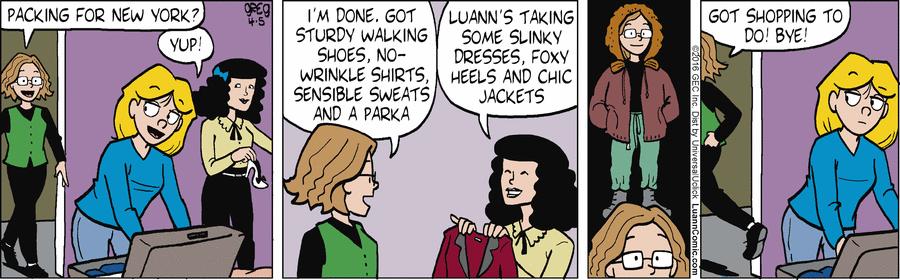 PACKING FOR NEW YORK?
GREG
4·5
YUP!
I'M DONE. GOT
STURDY WALKING
SHOES, NO-
WRINKLE SHIRTS,
SENSIBLE SWEATS
AND A PARKA
LUANN'S TAKING
SOME SLINKY
DRESSES, FOXY
HEELS AND CHIC
JACKETS
©2016 GEC Inc. Dist by UniversalUclick LuannComic.com
GOT SHOPPING TO
DO! BYE!